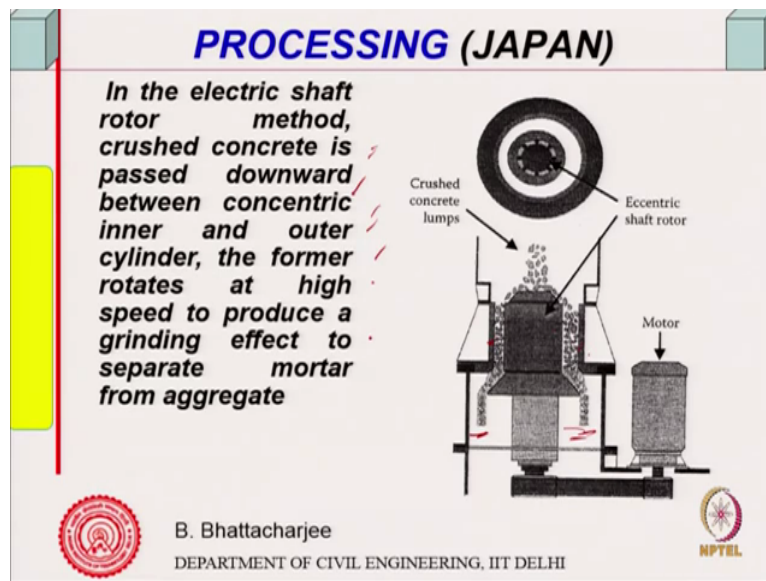 PROCESSING (JAPAN)
In the electric shaft
rotor method,
crushed concrete is
passed downward
between concentric
inner and outer
cylinder, the former
rotates at high
speed to produce a
grinding effect to
separate mortar
from aggregate
Crushed
concrete
lumps
Eccentric
shaft rotor
Motor
B. Bhattacharjee
DEPARTMENT OF CIVIL ENGINEERING, IIT DELHI
NPTEL